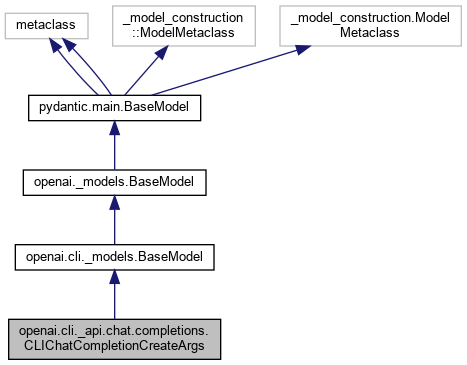 metaclass
_model_construction
::ModelMetaclass
_model_construction.Model
Metaclass
pydantic.main.BaseModel
openai._models.BaseModel
openai.cli._models.BaseModel
openai.cli._api.chat.completions.
CLIChatCompletionCreateArgs